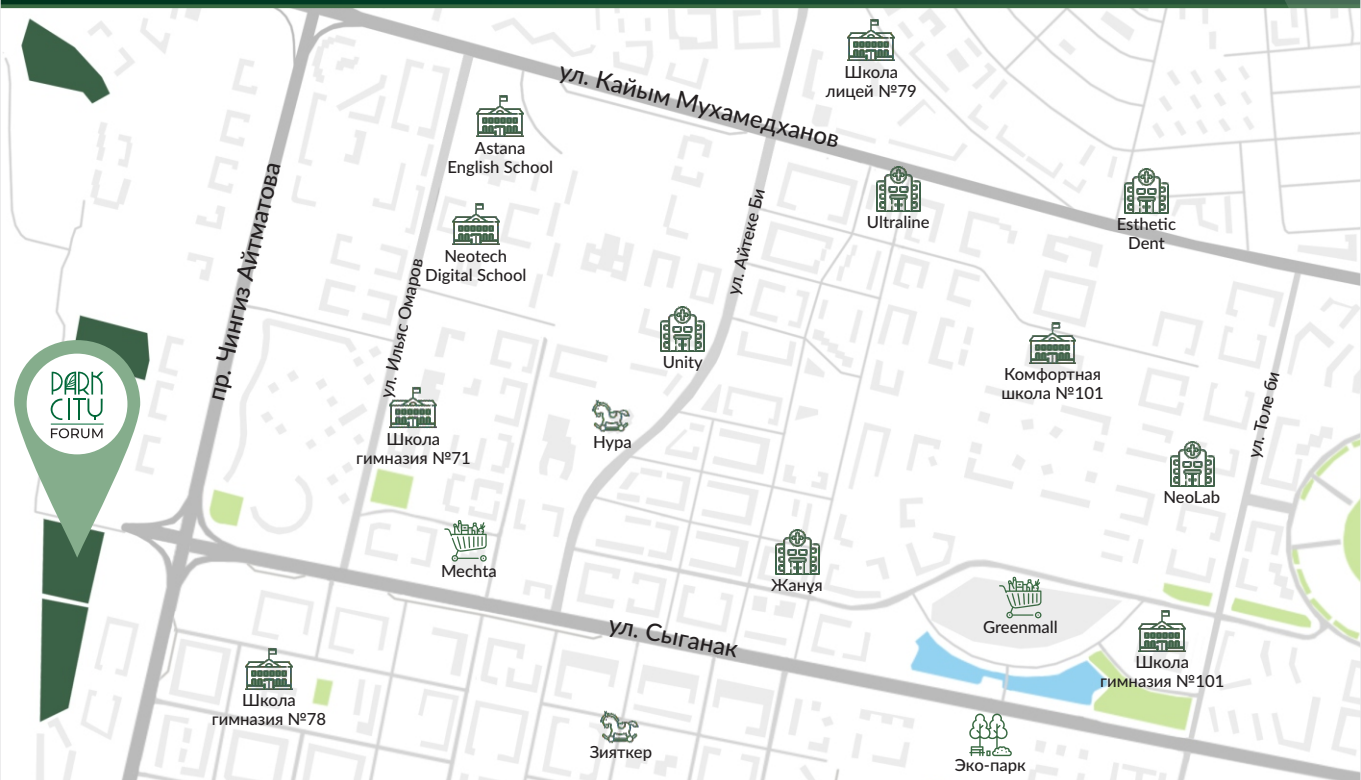 Школа
лицей №79
ул. Кайым Мухамедханов
Astana
English School
Ultraline
Esthetic
Dent
Neotech
Digital School
пр. Чингиз Айтматова
ул. Ильяс Омаров
ул. Айтеке Би
Unity
Комфортная
школа №101
PARK
CITY
FORUM
Школа
гимназия №71
Нура
ул. Толе би
NeoLab
Mechta
Жанұя
Greenmall
ул. Сыганак
Школа
гимназия №101
Школа
гимназия №78
Зияткер
Эко-парк